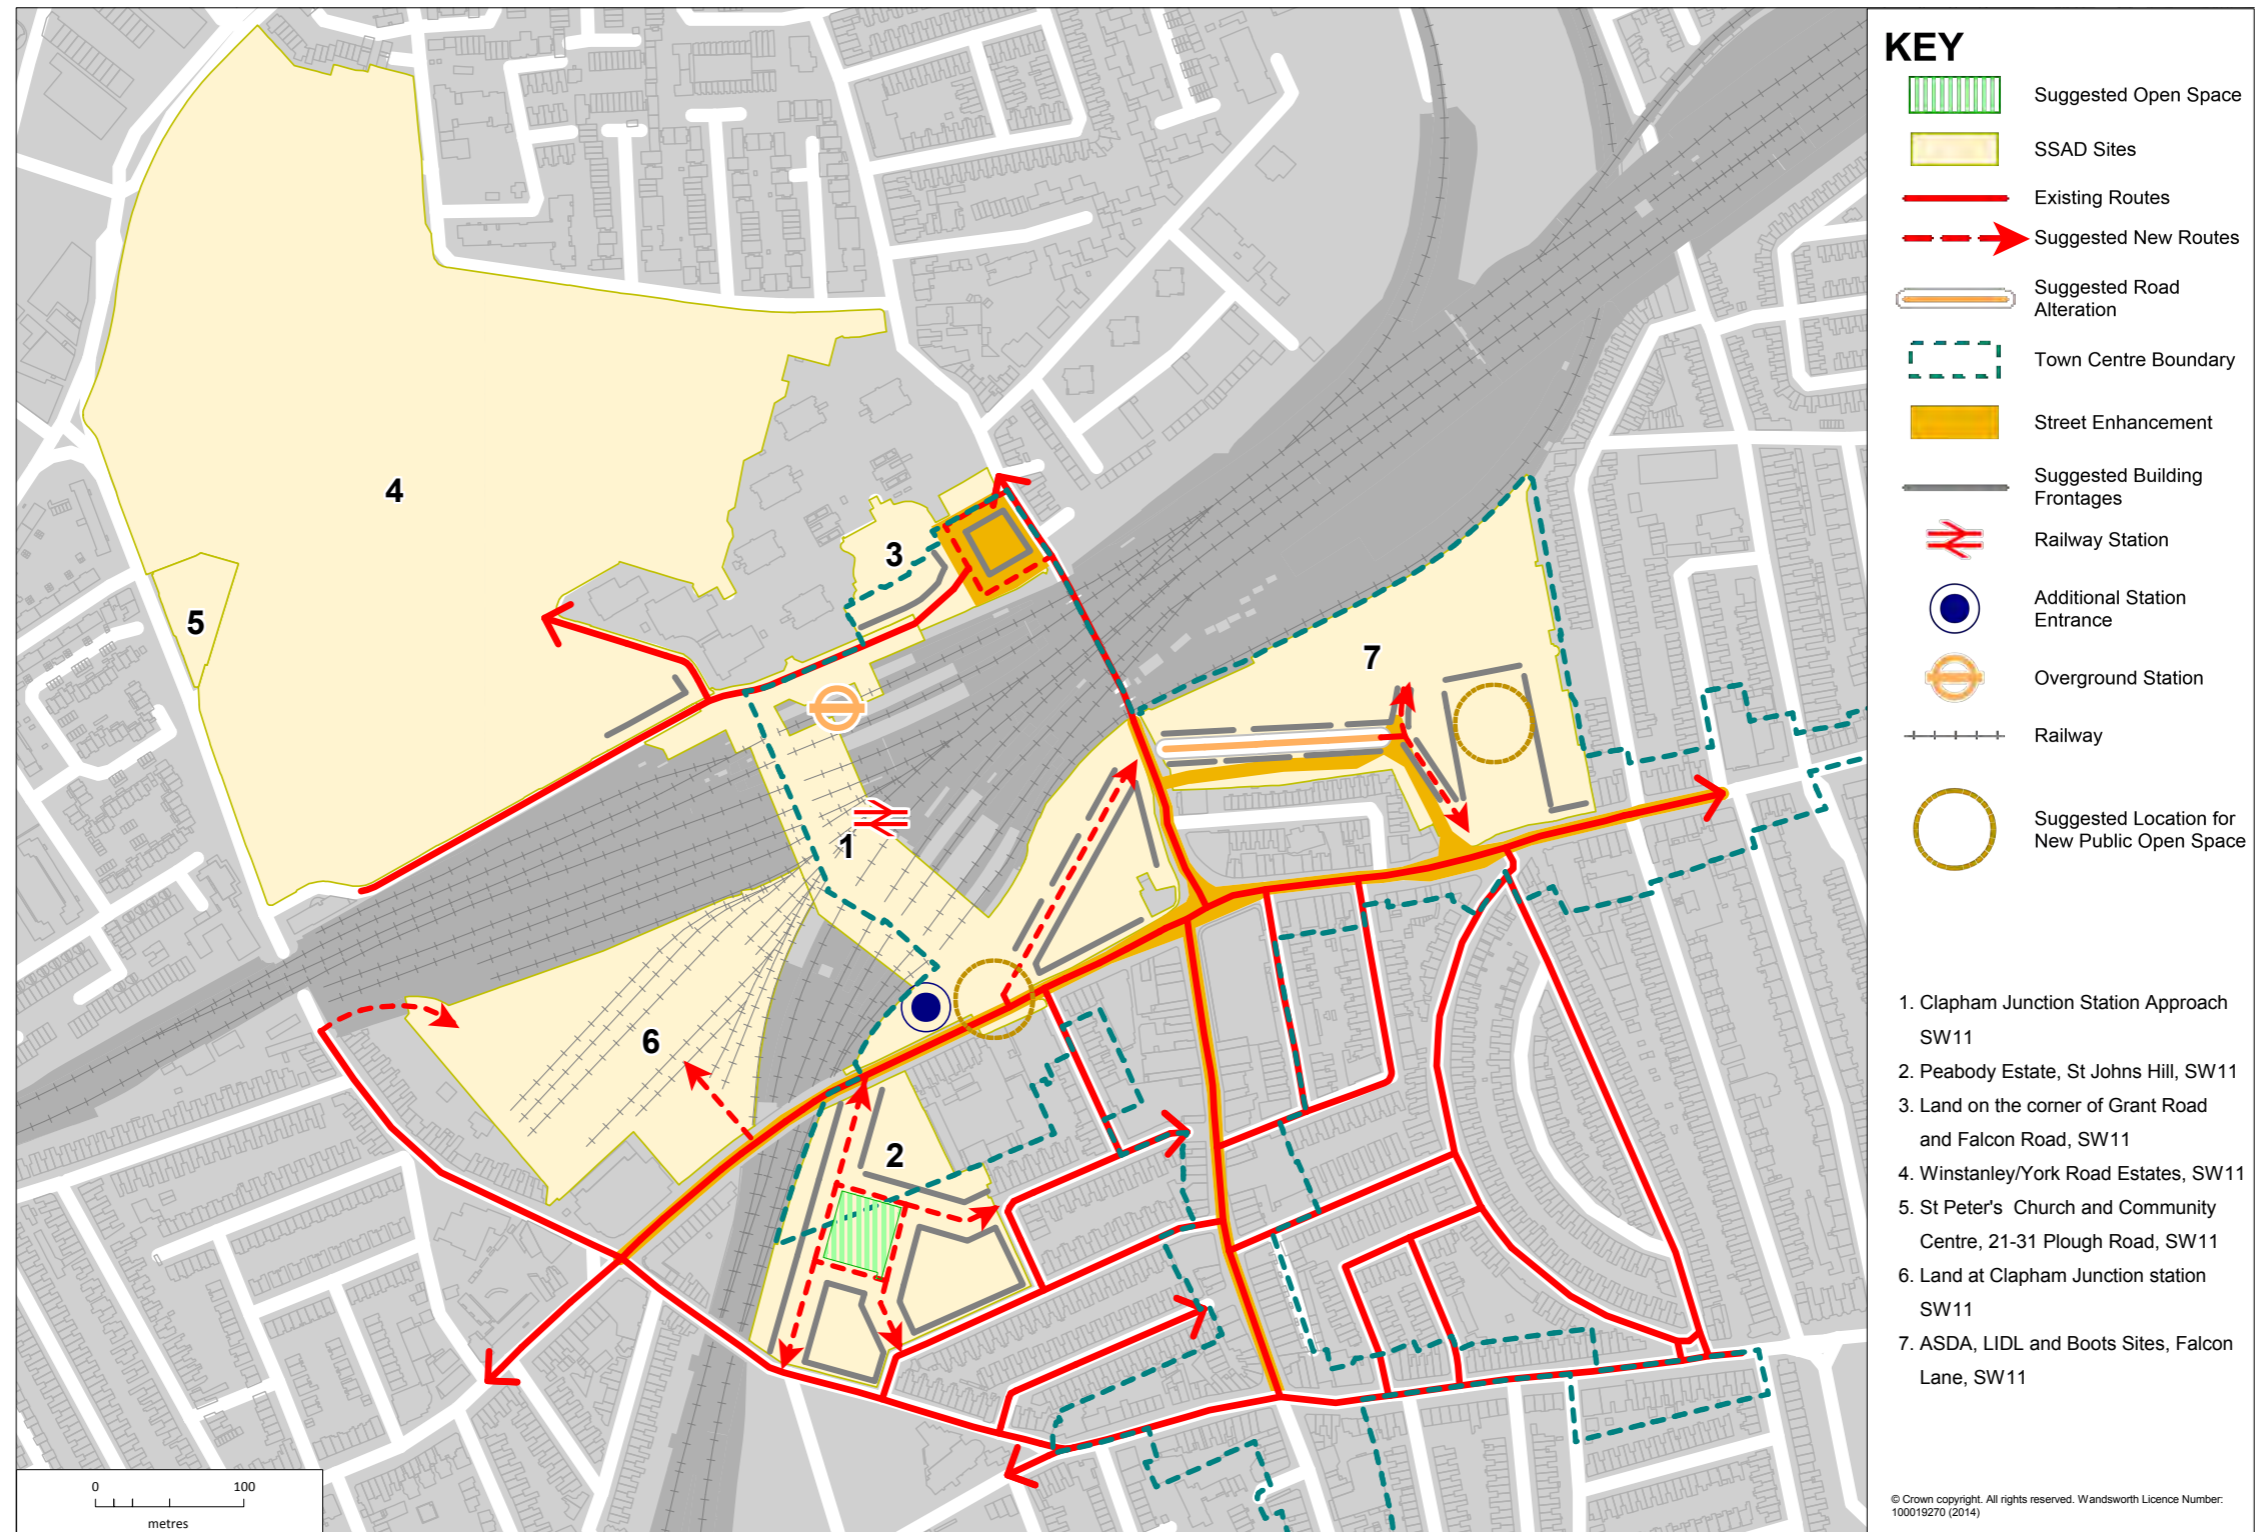 4
5
3
7
1
6
2
0 100
metres
KEY
Suggested Open Space
SSAD Sites
Existing Routes
Suggested New Routes
Suggested Road
Alteration
Town Centre Boundary
Street Enhancement
Suggested Building
Frontages
Railway Station
Additional Station
Entrance
Overground Station
Railway
Suggested Location for
New Public Open Space
1. Clapham Junction Station Approach
SW11
2. Peabody Estate, St Johns Hill, SW11
3. Land on the corner of Grant Road
and Falcon Road, SW11
4. Winstanley/York Road Estates, SW11
5. St Peter's Church and Community
Centre, 21-31 Plough Road, SW11
6. Land at Clapham Junction station
SW11
7. ASDA, LIDL and Boots Sites, Falcon
Lane, SW11
© Crown copyright. All rights reserved. Wandsworth Licence Number:
100019270 (2014)